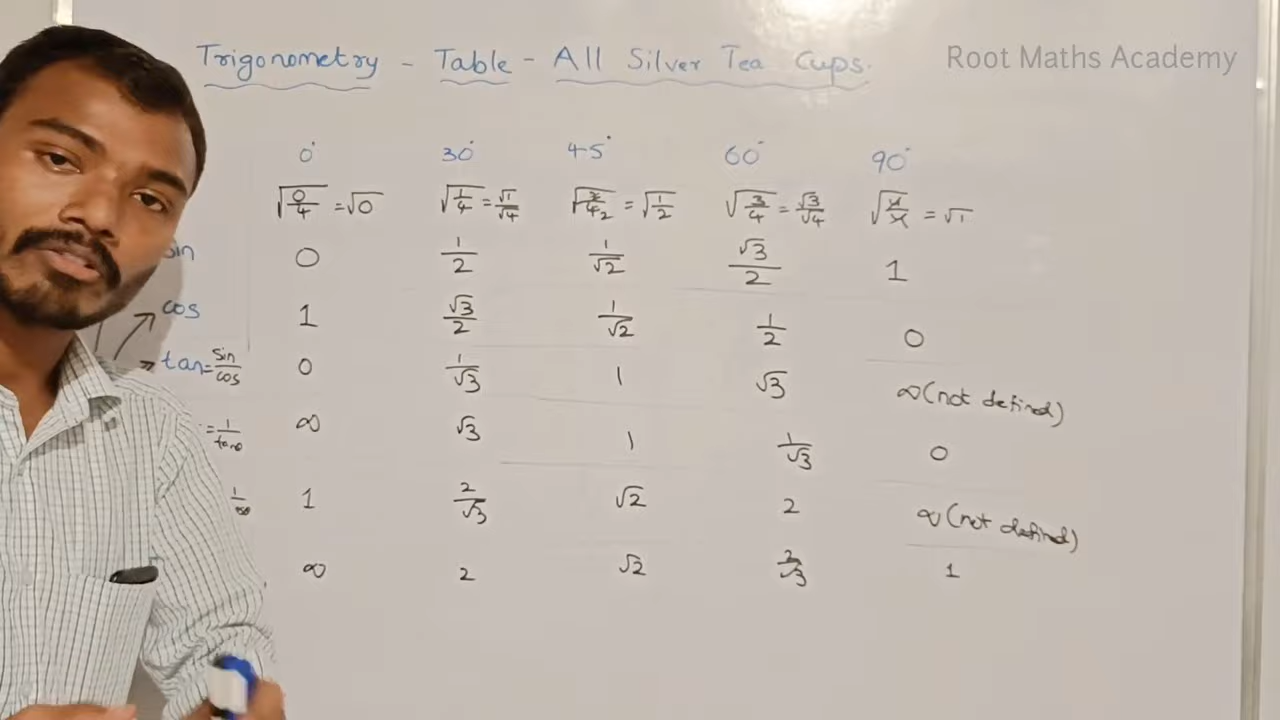 Trigonometry - Table - All Silver Tea Cups.
Root Maths Academy
0° 30° 45° 60° 90°
√(0/4) = √0 √(1/4) = √1/√4 √(2/4) 2 = √(1/2) √(3/4) = √3/√4 √(4/4) = √1
sin 0 1/2 1/√2 √3/2 1
cos 1 √3/2 1/√2 1/2 0
tan = sin/cos 0 1/√3 1 √3 ∞ (not defined)
= 1/tanθ ∞ √3 1 1/√3 0
1 2/√3 √2 2 ∞ (not defined)
∞ 2 √2 2/√3 1